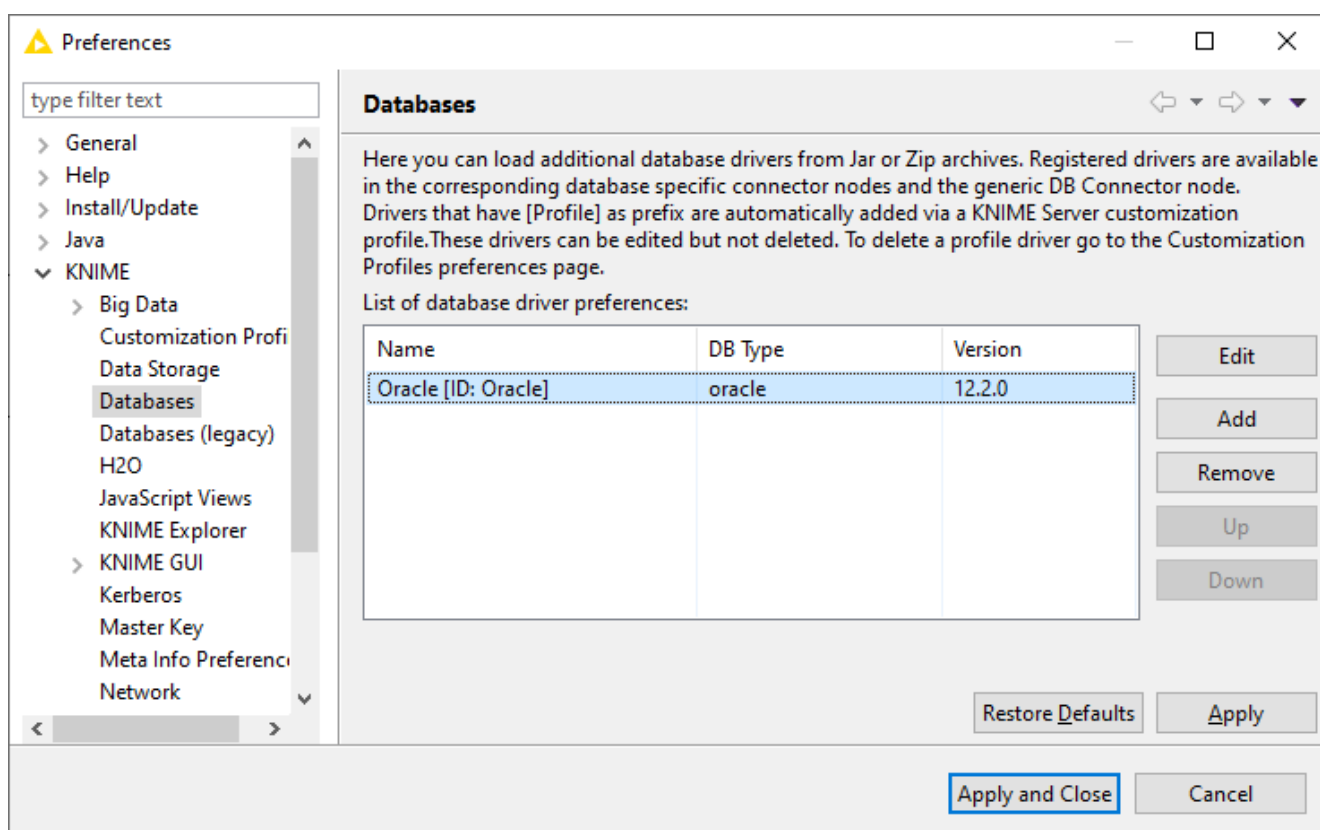 Preferences
type filter text
General
Help
Install/Update
Java
KNIME
Big Data
Customization Profi
Data Storage
Databases
Databases (legacy)
H2O
JavaScript Views
KNIME Explorer
KNIME GUI
Kerberos
Master Key
Meta Info Preferenc
Network
Databases
Here you can load additional database drivers from Jar or Zip archives. Registered drivers are available
in the corresponding database specific connector nodes and the generic DB Connector node.
Drivers that have [Profile] as prefix are automatically added via a KNIME Server customization
profile.These drivers can be edited but not deleted. To delete a profile driver go to the Customization
Profiles preferences page.
List of database driver preferences:
Name DB Type Version
Oracle [ID: Oracle] oracle 12.2.0
Edit
Add
Remove
Up
Down
Restore Defaults Apply
Apply and Close Cancel